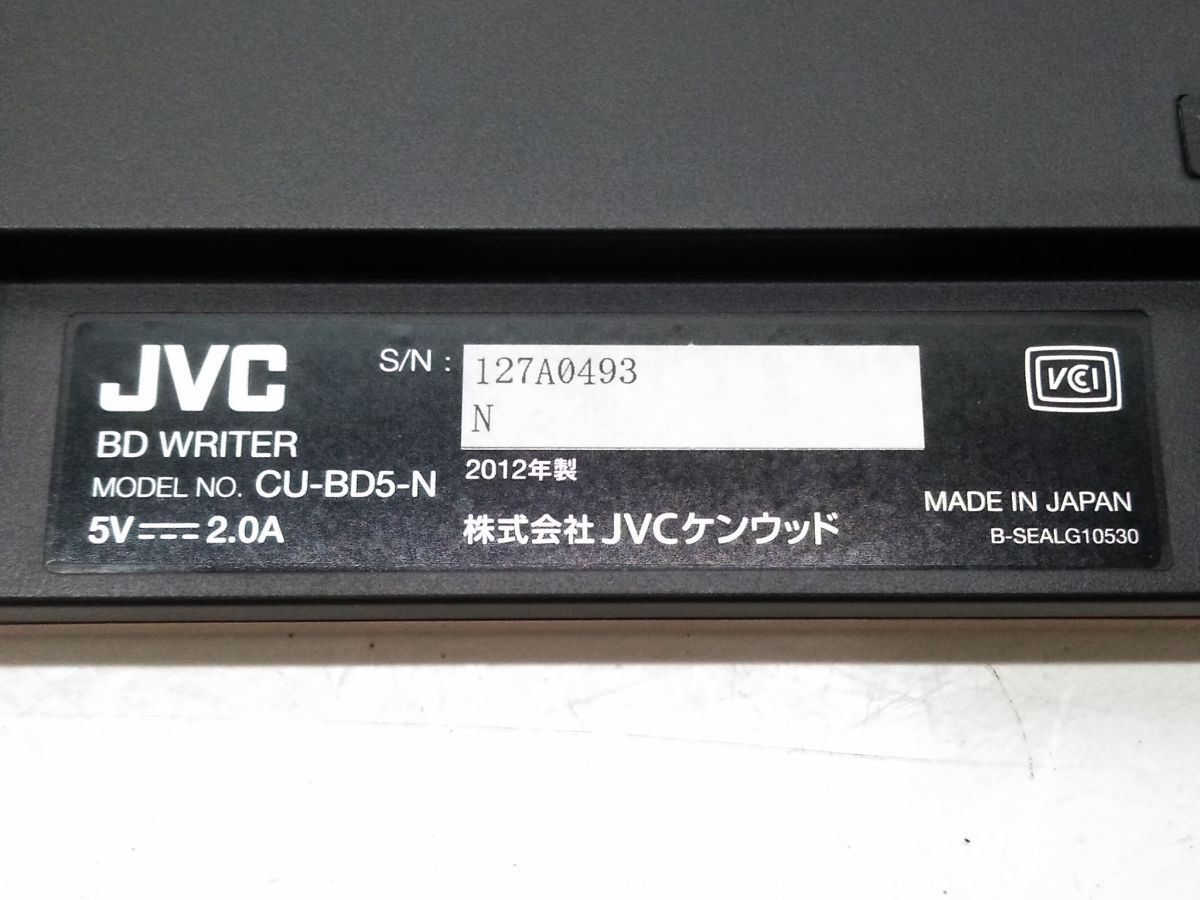 JVC
BD WRITER
MODEL NO. CU-BD5-N
5V⎓2.0A
S/N : 127A0493
N
2012年製
株式会社 JVCケンウッド
VCI
MADE IN JAPAN
B-SEALG10530